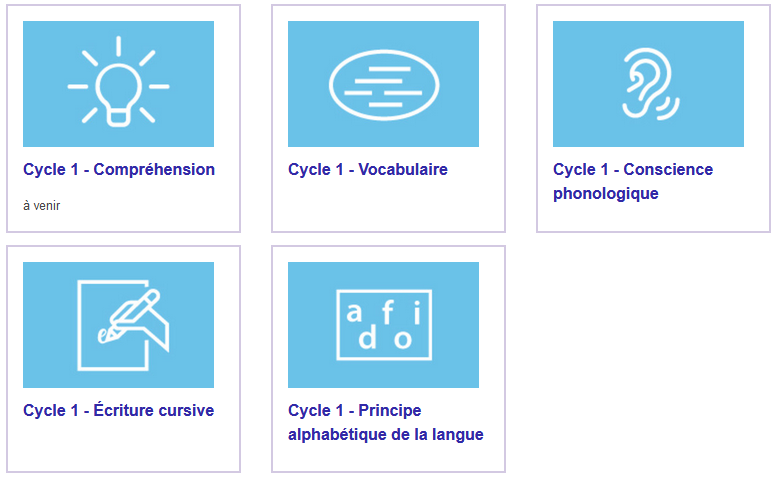 Cycle 1 - Compréhension
à venir
Cycle 1 - Vocabulaire
Cycle 1 - Conscience
phonologique
e
Cycle 1 - Écriture cursive
a f i
d o
Cycle 1 - Principe
alphabétique de la langue